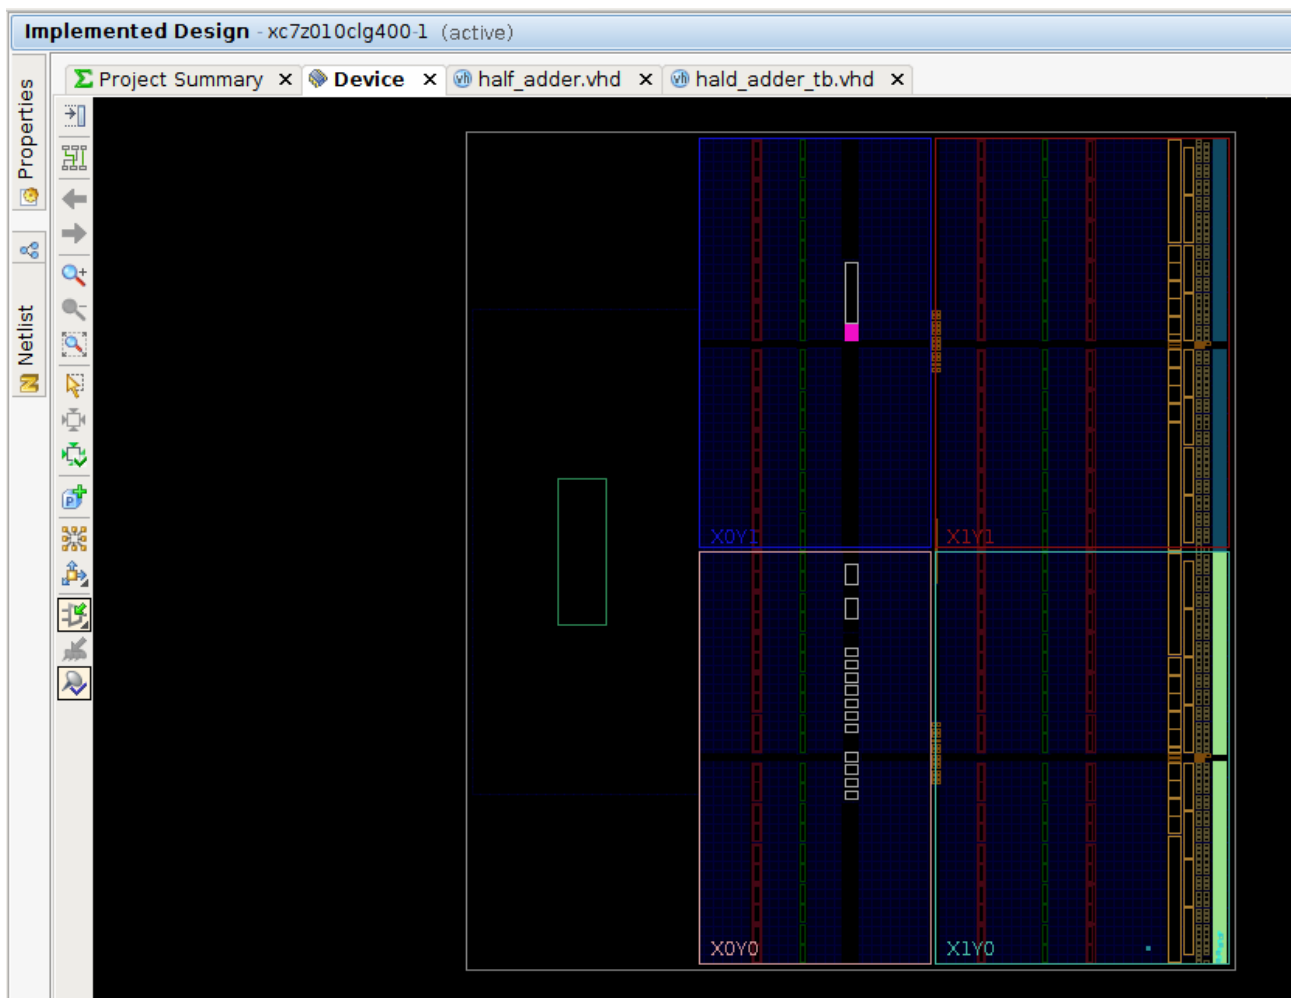 Implemented Design - xc7z010clg400-1 (active)
Properties
Netlist
Σ Project Summary × Device × half_adder.vhd × hald_adder_tb.vhd ×
X0Y1 X1Y1
X0Y0 X1Y0